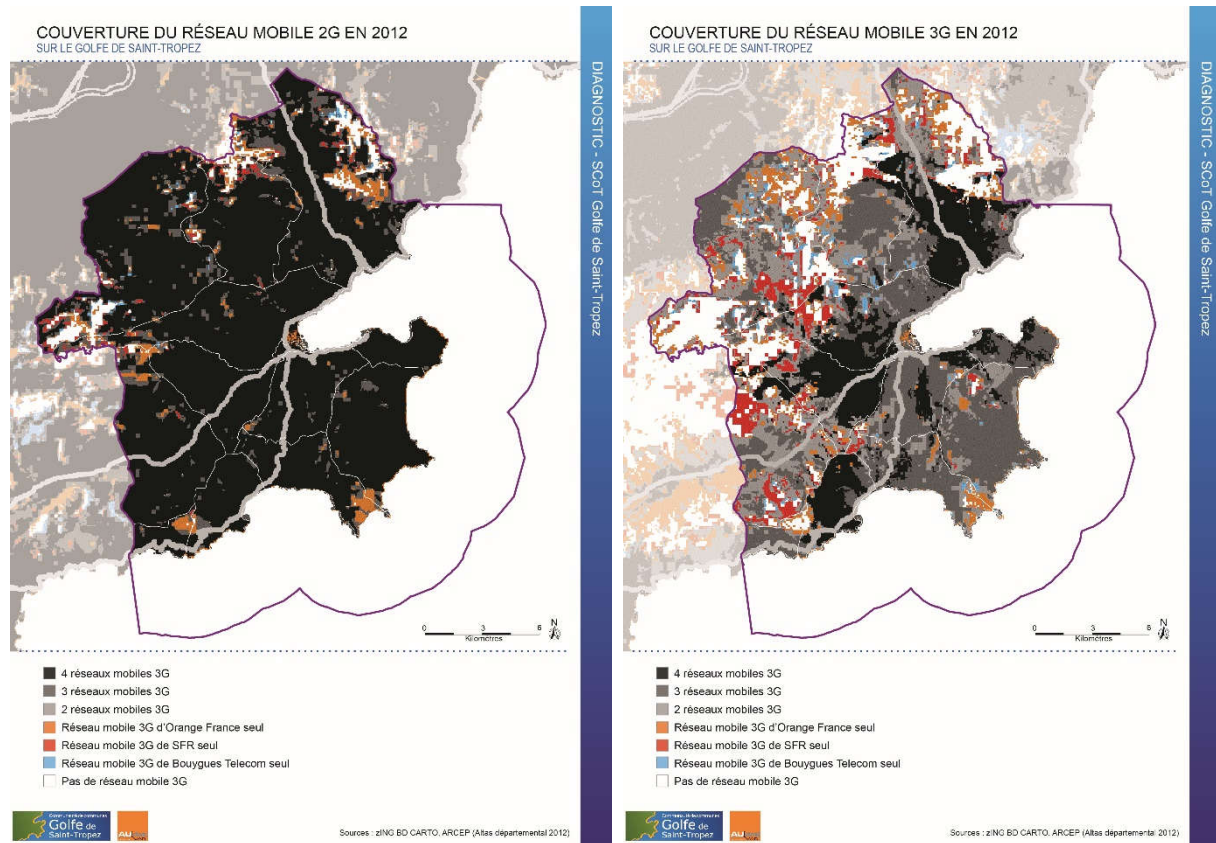 COUVERTURE DU RÉSEAU MOBILE 2G EN 2012
SUR LE GOLFE DE SAINT-TROPEZ
DIAGNOSTIC - SCoT Golfe de Saint-Tropez
0 3 6
Kilomètres
N
4 réseaux mobiles 3G
3 réseaux mobiles 3G
2 réseaux mobiles 3G
Réseau mobile 3G d'Orange France seul
Réseau mobile 3G de SFR seul
Réseau mobile 3G de Bouygues Telecom seul
Pas de réseau mobile 3G
Golfe de
Saint-Tropez
AU
Sources : zING BD CARTO, ARCEP (Altas départemental 2012)
COUVERTURE DU RÉSEAU MOBILE 3G EN 2012
SUR LE GOLFE DE SAINT-TROPEZ
DIAGNOSTIC - SCoT Golfe de Saint-Tropez
0 3 6
Kilomètres
N
4 réseaux mobiles 3G
3 réseaux mobiles 3G
2 réseaux mobiles 3G
Réseau mobile 3G d'Orange France seul
Réseau mobile 3G de SFR seul
Réseau mobile 3G de Bouygues Telecom seul
Pas de réseau mobile 3G
Golfe de
Saint-Tropez
AU
Sources : zING BD CARTO, ARCEP (Altas départemental 2012)